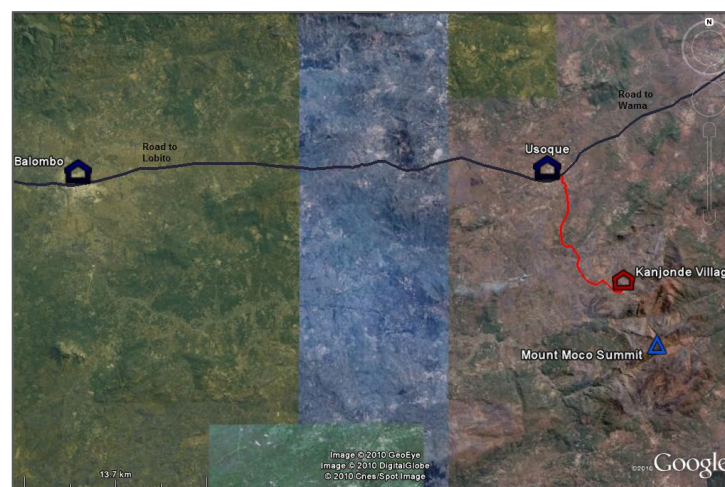 N
Road to
Wama
Road to
Lobito
Balombo
Usoque
Kanjonde Villag
Mount Moco Summit
Image © 2010 GeoEye
Image © 2010 DigitalGlobe
© 2010 Cnes/Spot Image
13.7 km
©2010 Google